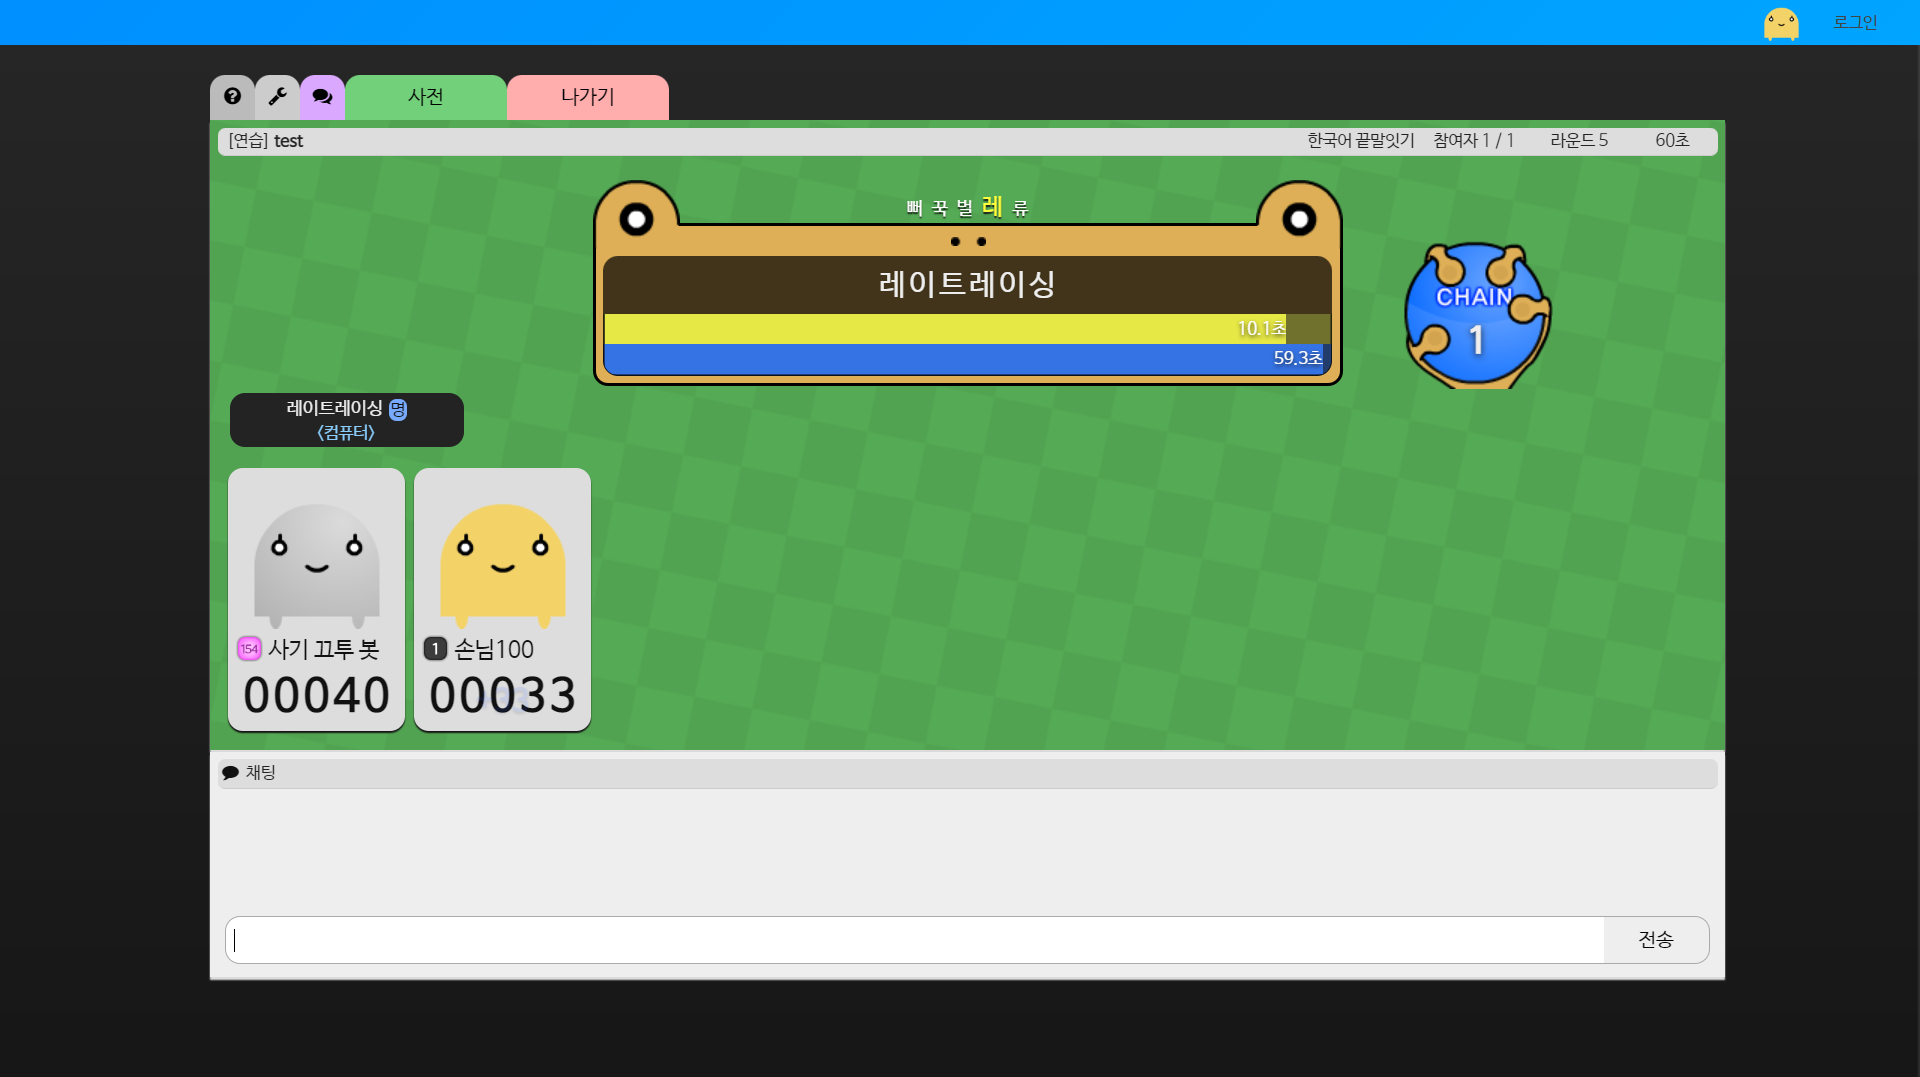 로그인
사전
나가기
[연습] test
한국어 끝말잇기 참여자 1 / 1 라운드 5 60초
뻐꾹벌레류
레이트레이싱
10.1초
59.3초
CHAIN
1
레이트레이싱 명
〈컴퓨터〉
154 사기 끄투 봇
00040
1 손님100
00033
채팅
전송